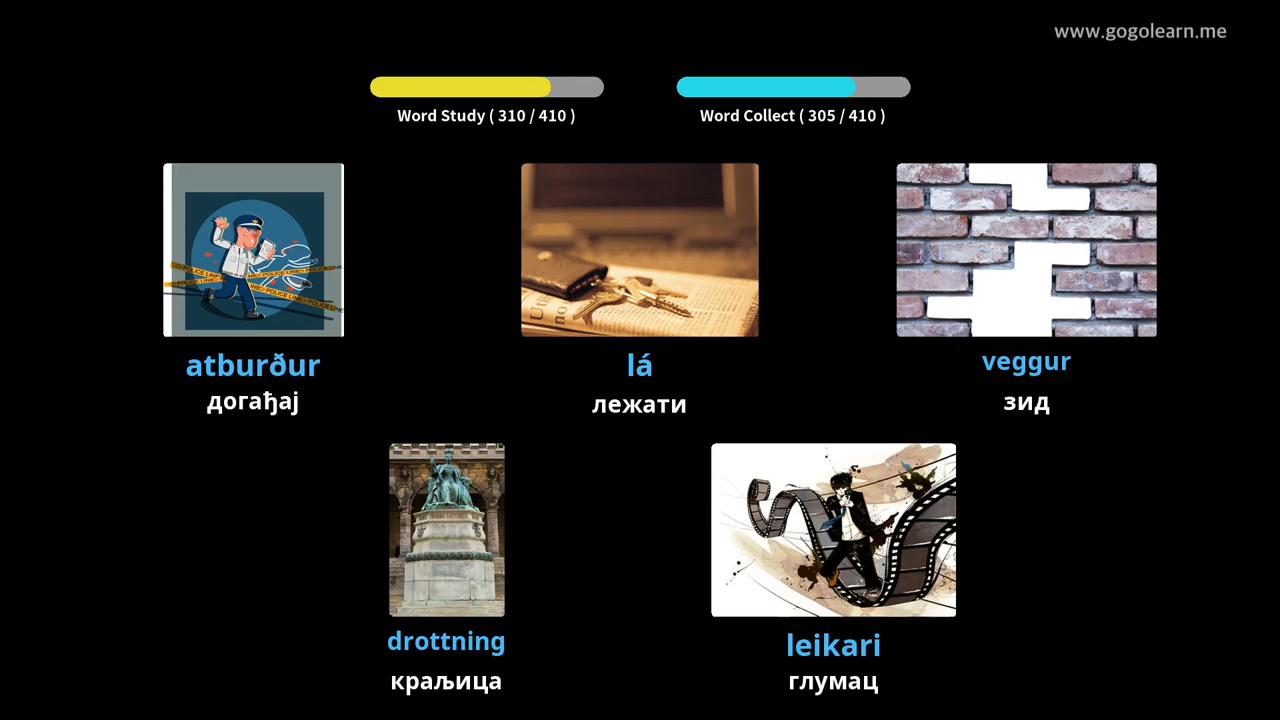 www.gogolearn.me
Word Study ( 310 / 410 )
Word Collect ( 305 / 410 )
atburður
догађај
lá
лежати
veggur
зид
drottning
краљица
leikari
глумац